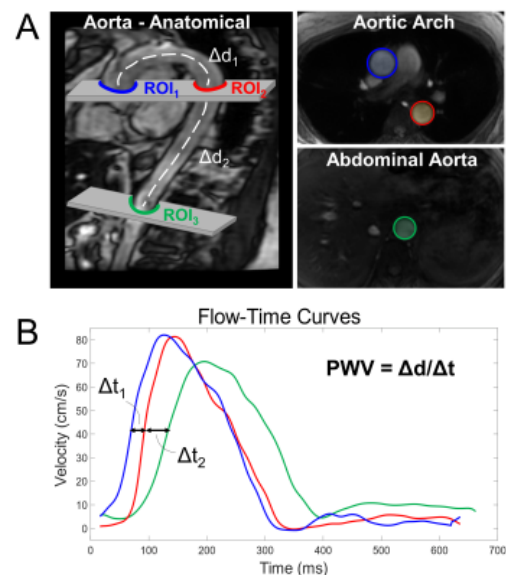 A
Aorta - Anatomical
Δd1
ROI1
ROI2
Δd2
ROI3
Aortic Arch
Abdominal Aorta
B
Flow-Time Curves
PWV = Δd/Δt
Δt1
Δt2
Velocity (cm/s)
80
70
60
50
40
30
20
10
0
0
100
200
300
400
500
600
700
Time (ms)